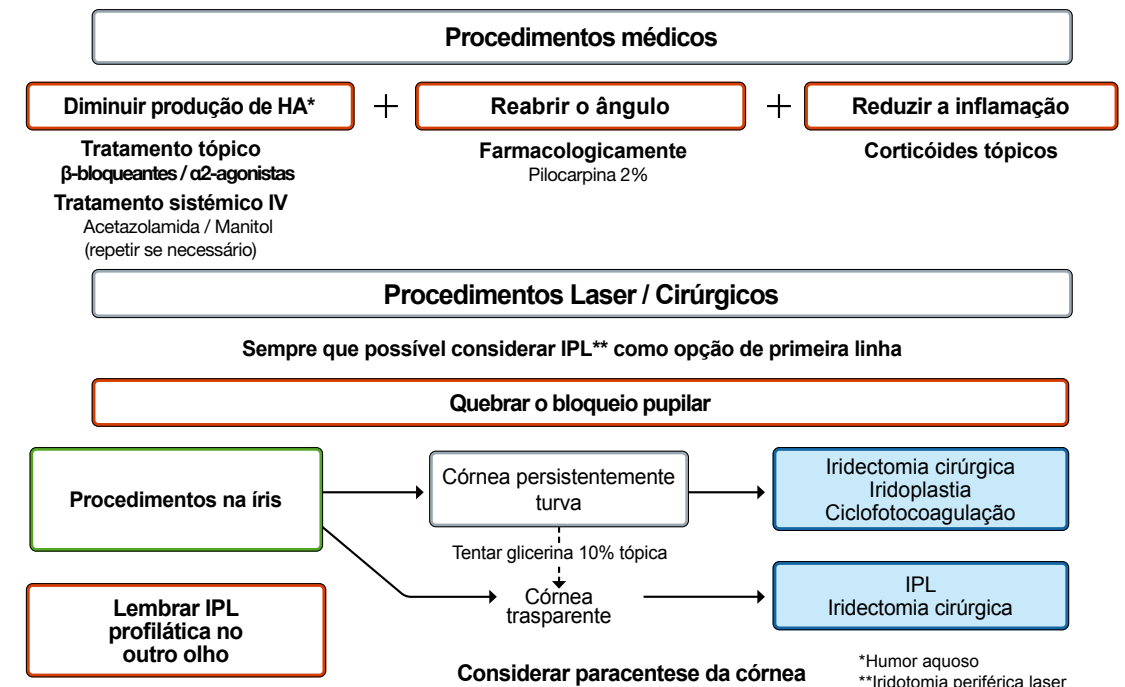 Procedimentos médicos
Diminuir produção de HA*
+
Reabrir o ângulo
+
Reduzir a inflamação
Tratamento tópico
β-bloqueantes / α2-agonistas
Tratamento sistémico IV
Acetazolamida / Manitol
(repetir se necessário)
Farmacologicamente
Pilocarpina 2%
Corticóides tópicos
Procedimentos Laser / Cirúrgicos
Sempre que possível considerar IPL** como opção de primeira linha
Quebrar o bloqueio pupilar
Procedimentos na íris
Córnea persistentemente
turva
Iridectomia cirúrgica
Iridoplastia
Ciclofotocoagulação
Tentar glicerina 10% tópica
Córnea
trasparente
IPL
Iridectomia cirúrgica
Lembrar IPL
profilática no
outro olho
Considerar paracentese da córnea
*Humor aquoso
**Iridotomia periférica laser